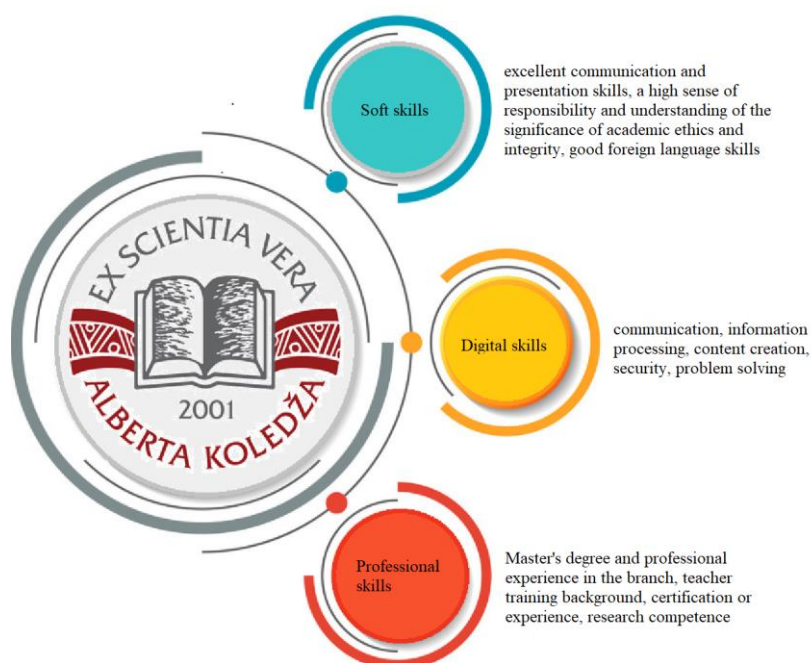 Soft skills
excellent communication and
presentation skills, a high sense of
responsibility and understanding of the
significance of academic ethics and
integrity, good foreign language skills
EX SCIENTIA VERA
2001
ALBERTA KOLEDŽA
Digital skills
communication, information
processing, content creation,
security, problem solving
Professional
skills
Master's degree and professional
experience in the branch, teacher
training background, certification or
experience, research competence